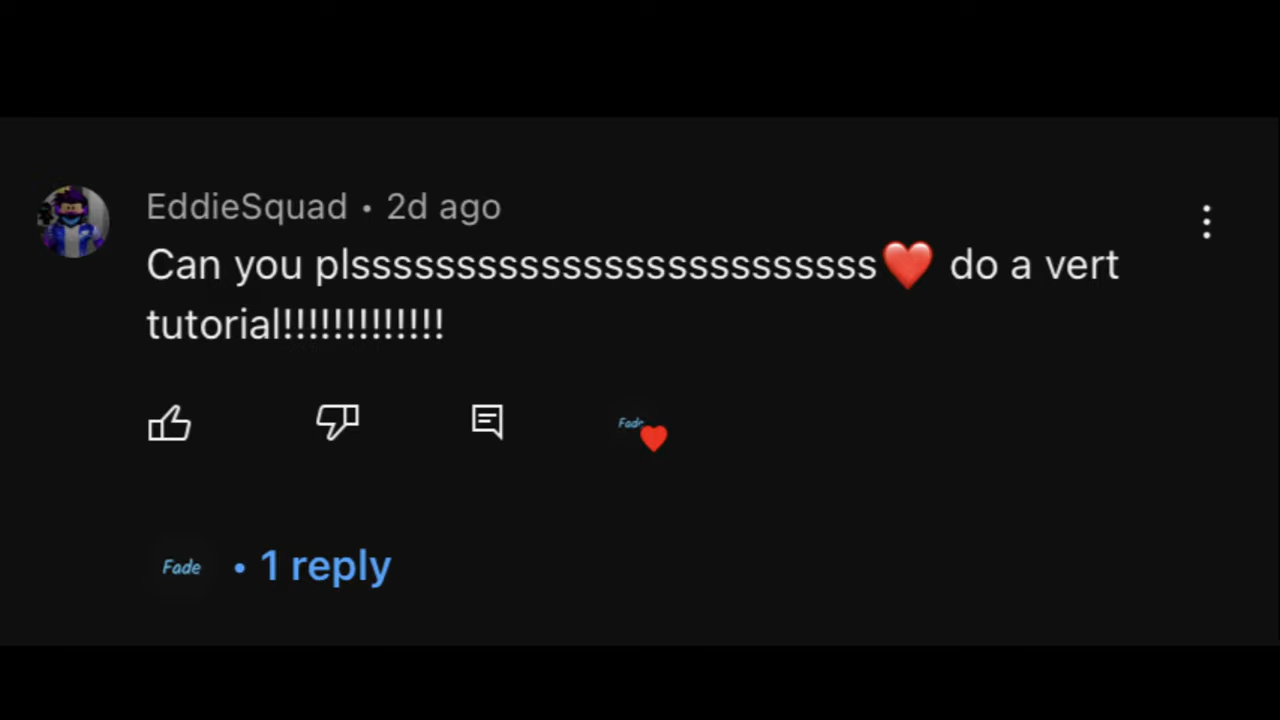 EddieSquad • 2d ago
Can you plsssssssssssssssssssssssss❤️ do a vert
tutorial!!!!!!!!!!!!!
Fade
Fade • 1 reply